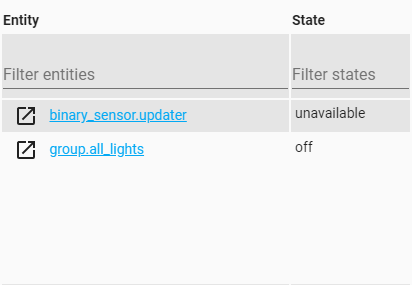 Entity State
Filter entities Filter states
binary_sensor.updater unavailable
group.all_lights off